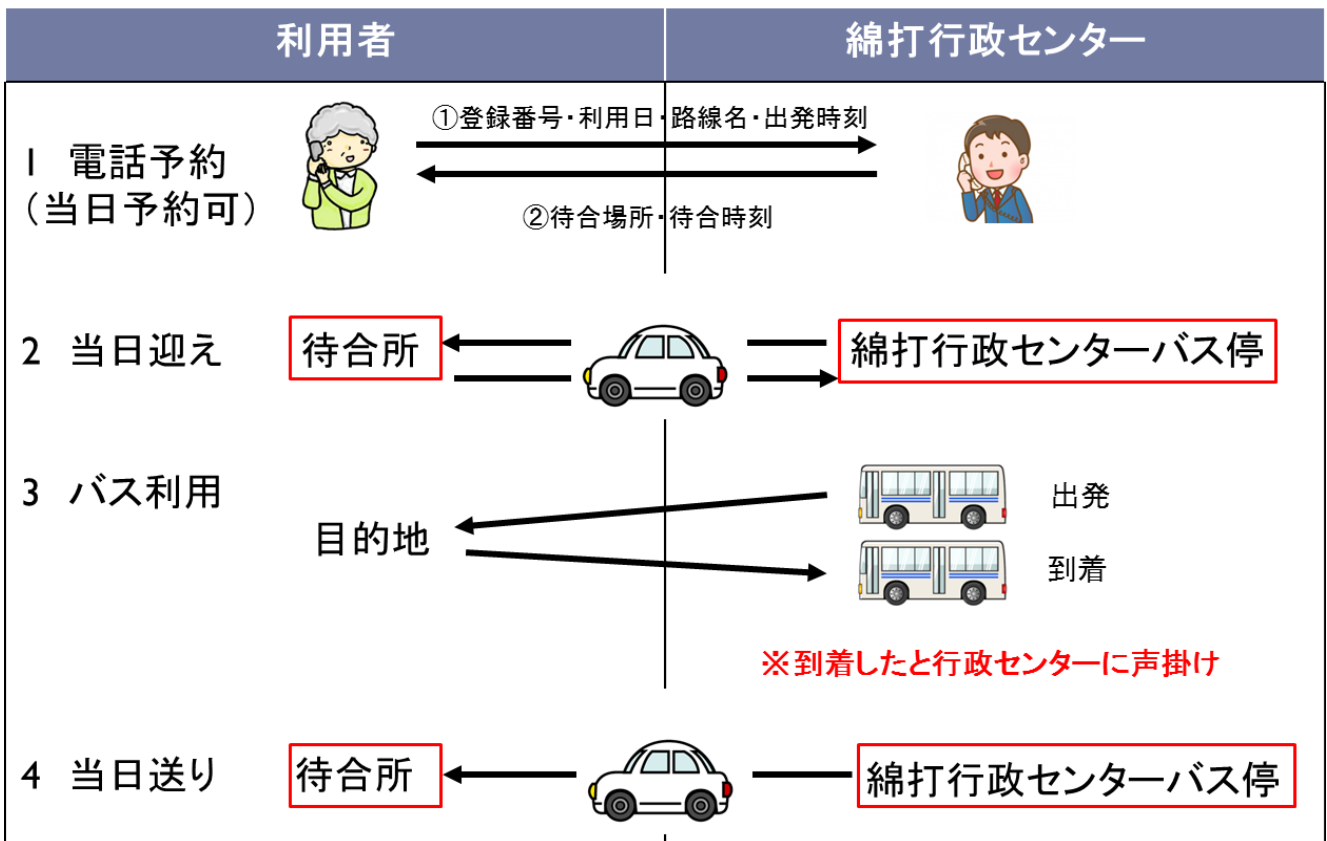 利用者
綿打行政センター
1 電話予約
(当日予約可)
①登録番号・利用日・路線名・出発時刻
②待合場所・待合時刻
2 当日迎え
待合所
綿打行政センターバス停
3 バス利用
目的地
出発
到着
※到着したと行政センターに声掛け
4 当日送り
待合所
綿打行政センターバス停